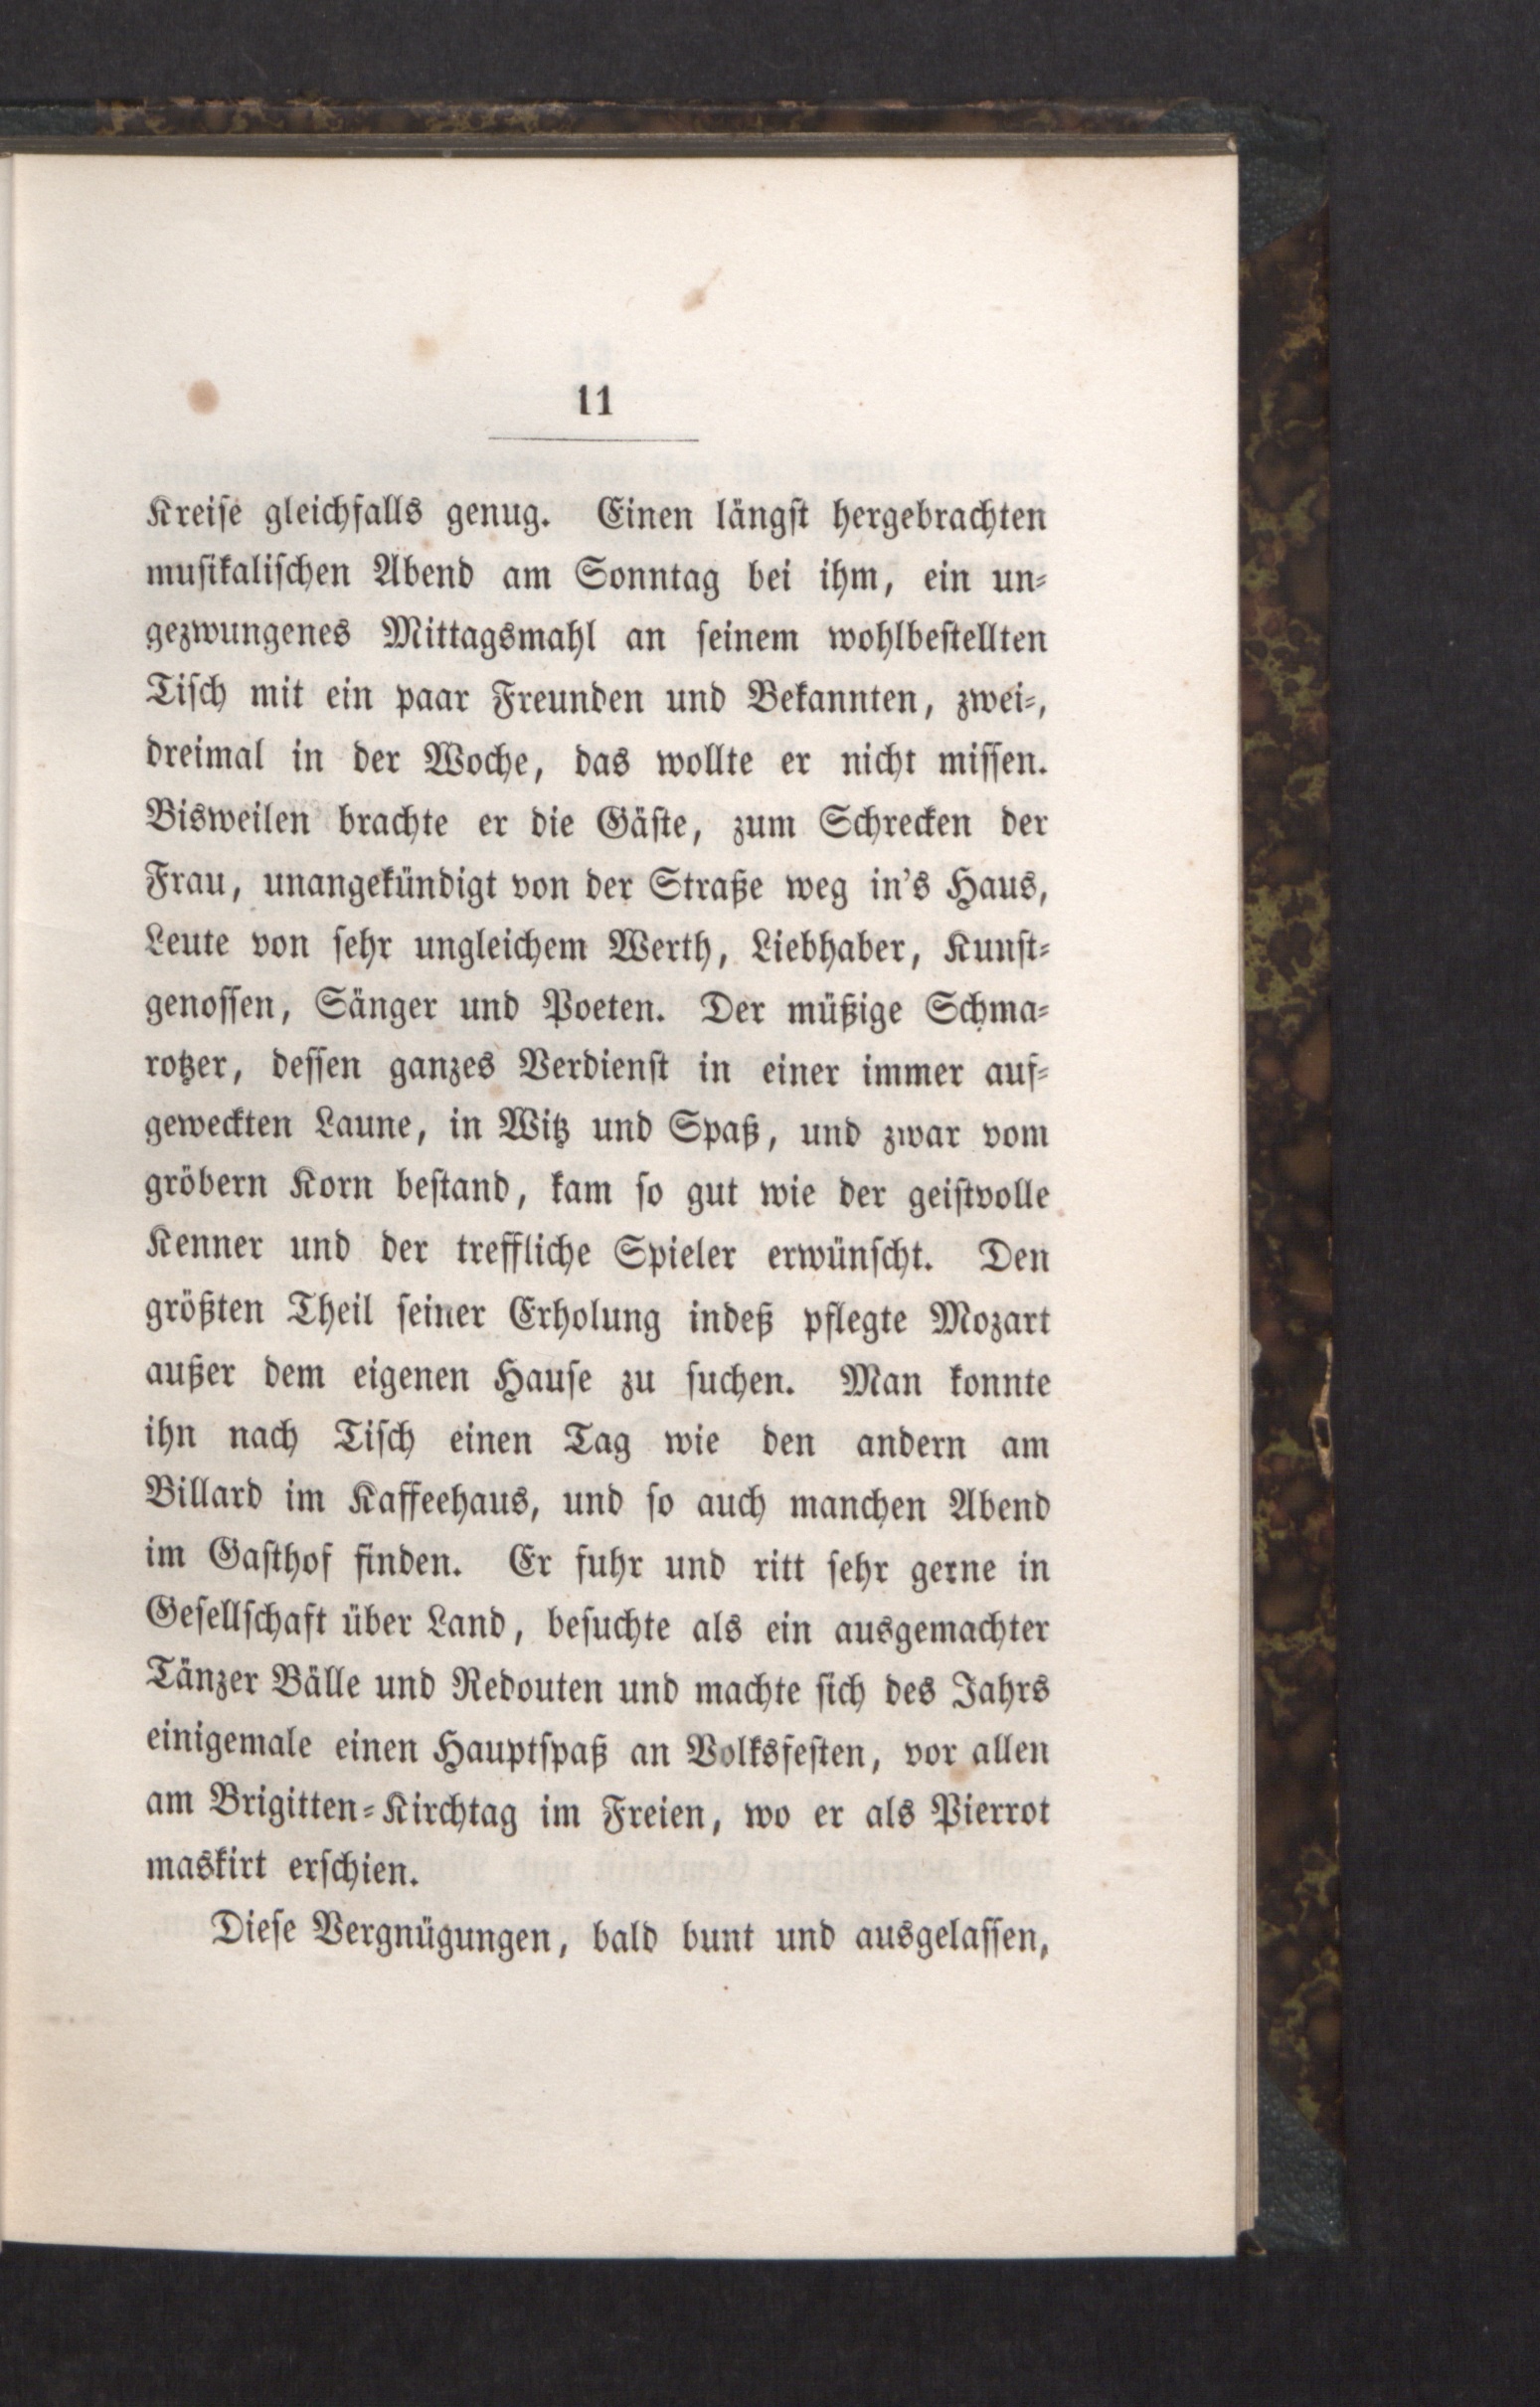 11
Kreise gleichfalls genug. Einen längst hergebrachten
musikalischen Abend am Sonntag bei ihm, ein un-
gezwungenes Mittagsmahl an seinem wohlbestellten
Tisch mit ein paar Freunden und Bekannten, zwei-,
dreimal in der Woche, das wollte er nicht missen.
Bisweilen brachte er die Gäste, zum Schrecken der
Frau, unangekündigt von der Straße weg in's Haus,
Leute von sehr ungleichem Werth, Liebhaber, Kunst-
genossen, Sänger und Poeten. Der müßige Schma-
rotzer, dessen ganzes Verdienst in einer immer auf-
geweckten Laune, in Witz und Spaß, und zwar vom
gröbern Korn bestand, kam so gut wie der geistvolle
Kenner und der treffliche Spieler erwünscht. Den
größten Theil seiner Erholung indeß pflegte Mozart
außer dem eigenen Hause zu suchen. Man konnte
ihn nach Tisch einen Tag wie den andern am
Billard im Kaffeehaus, und so auch manchen Abend
im Gasthof finden. Er fuhr und ritt sehr gerne in
Gesellschaft über Land, besuchte als ein ausgemachter
Tänzer Bälle und Redouten und machte sich des Jahrs
einigemale einen Hauptspaß an Volksfesten, vor allen
am Brigitten-Kirchtag im Freien, wo er als Pierrot
maskirt erschien.
Diese Vergnügungen, bald bunt und ausgelassen,